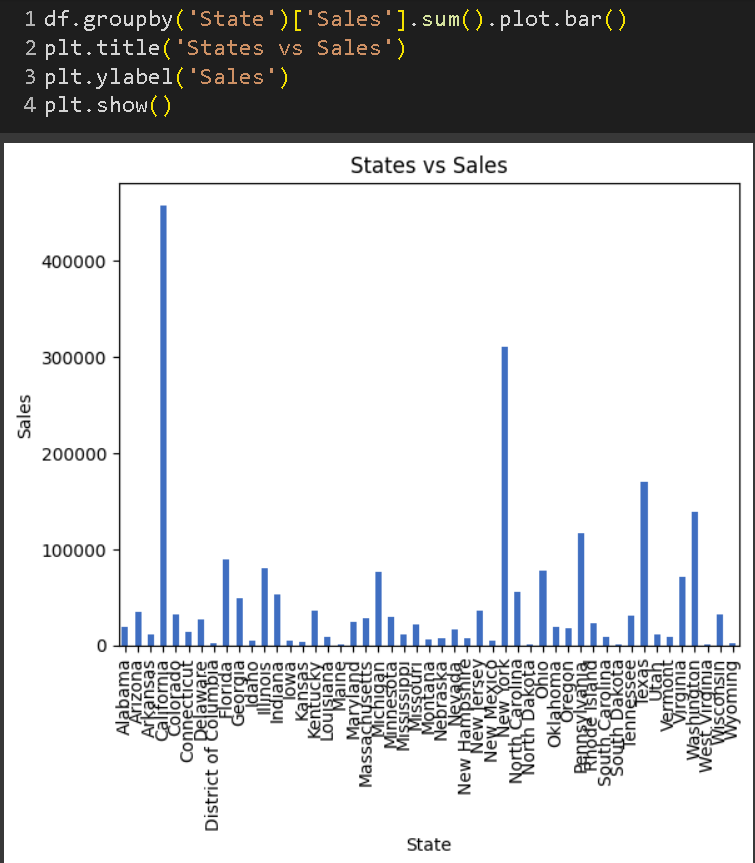 1 df.groupby('State')['Sales'].sum().plot.bar()
2 plt.title('States vs Sales')
3 plt.ylabel('Sales')
4 plt.show()
States vs Sales
400000
300000
200000
100000
0
Sales
Alabama
Arizona
Arkansas
California
Colorado
Connecticut
Delaware
District of Columbia
Florida
Georgia
Idaho
Illinois
Indiana
Iowa
Kansas
Kentucky
Louisiana
Maine
Maryland
Massachusetts
Michigan
Minnesota
Mississippi
Missouri
Montana
Nebraska
Nevada
New Hampshire
New Jersey
New Mexico
New York
North Carolina
North Dakota
Ohio
Oklahoma
Oregon
Pennsylvania
Rhode Island
South Carolina
South Dakota
Tennessee
Texas
Utah
Vermont
Virginia
Washington
West Virginia
Wisconsin
Wyoming
State